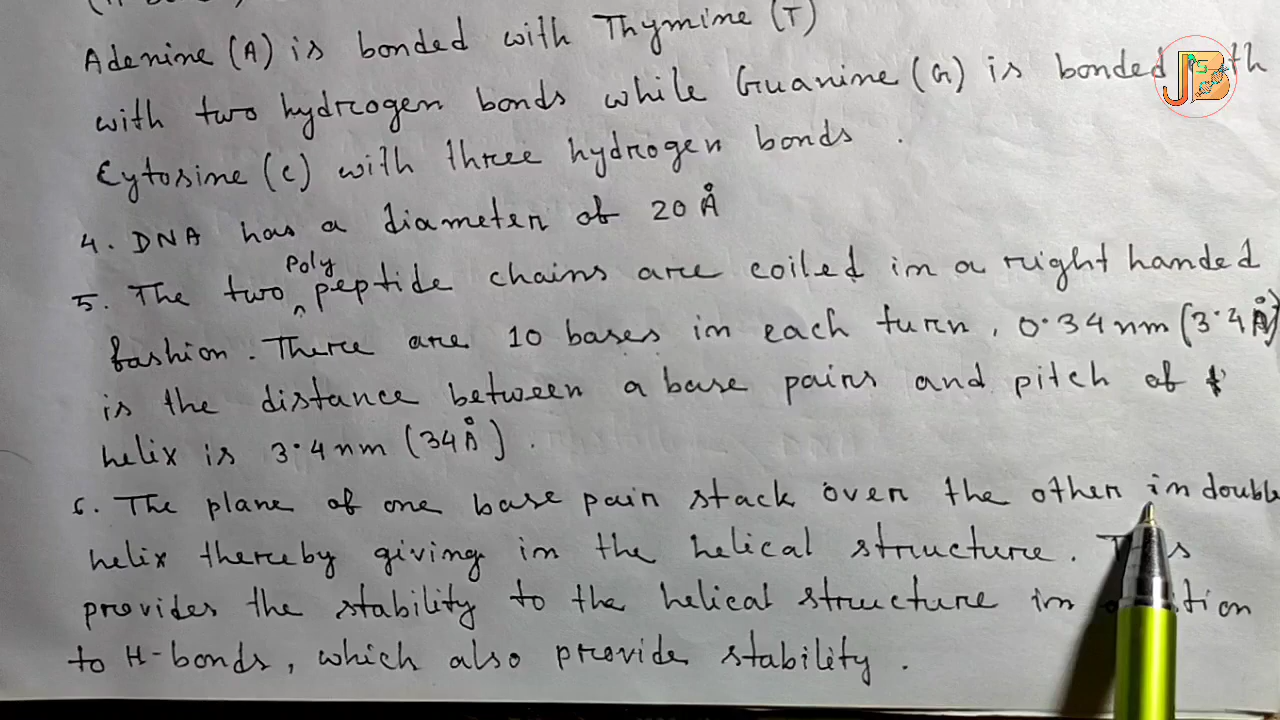 Adenine (A) is bonded with Thymine (T)
with two hydrogen bonds while Guanine (G) is bonded
Cytosine (C) with three hydrogen bonds .
4. DNA has a diameter of 20 Å
Poly
5. The two peptide chains are coiled in a right handed
fashion. There are 10 bases in each turn, 0.34 nm (3.4 Å)
is the distance between a base pairs and pitch of
helix is 3.4 nm (34 Å) .
6. The plane of one base pair stack over the other in double
helix thereby giving in the helical structure.
provides the stability to the helical structure in
to H-bonds, which also provide stability .
JB